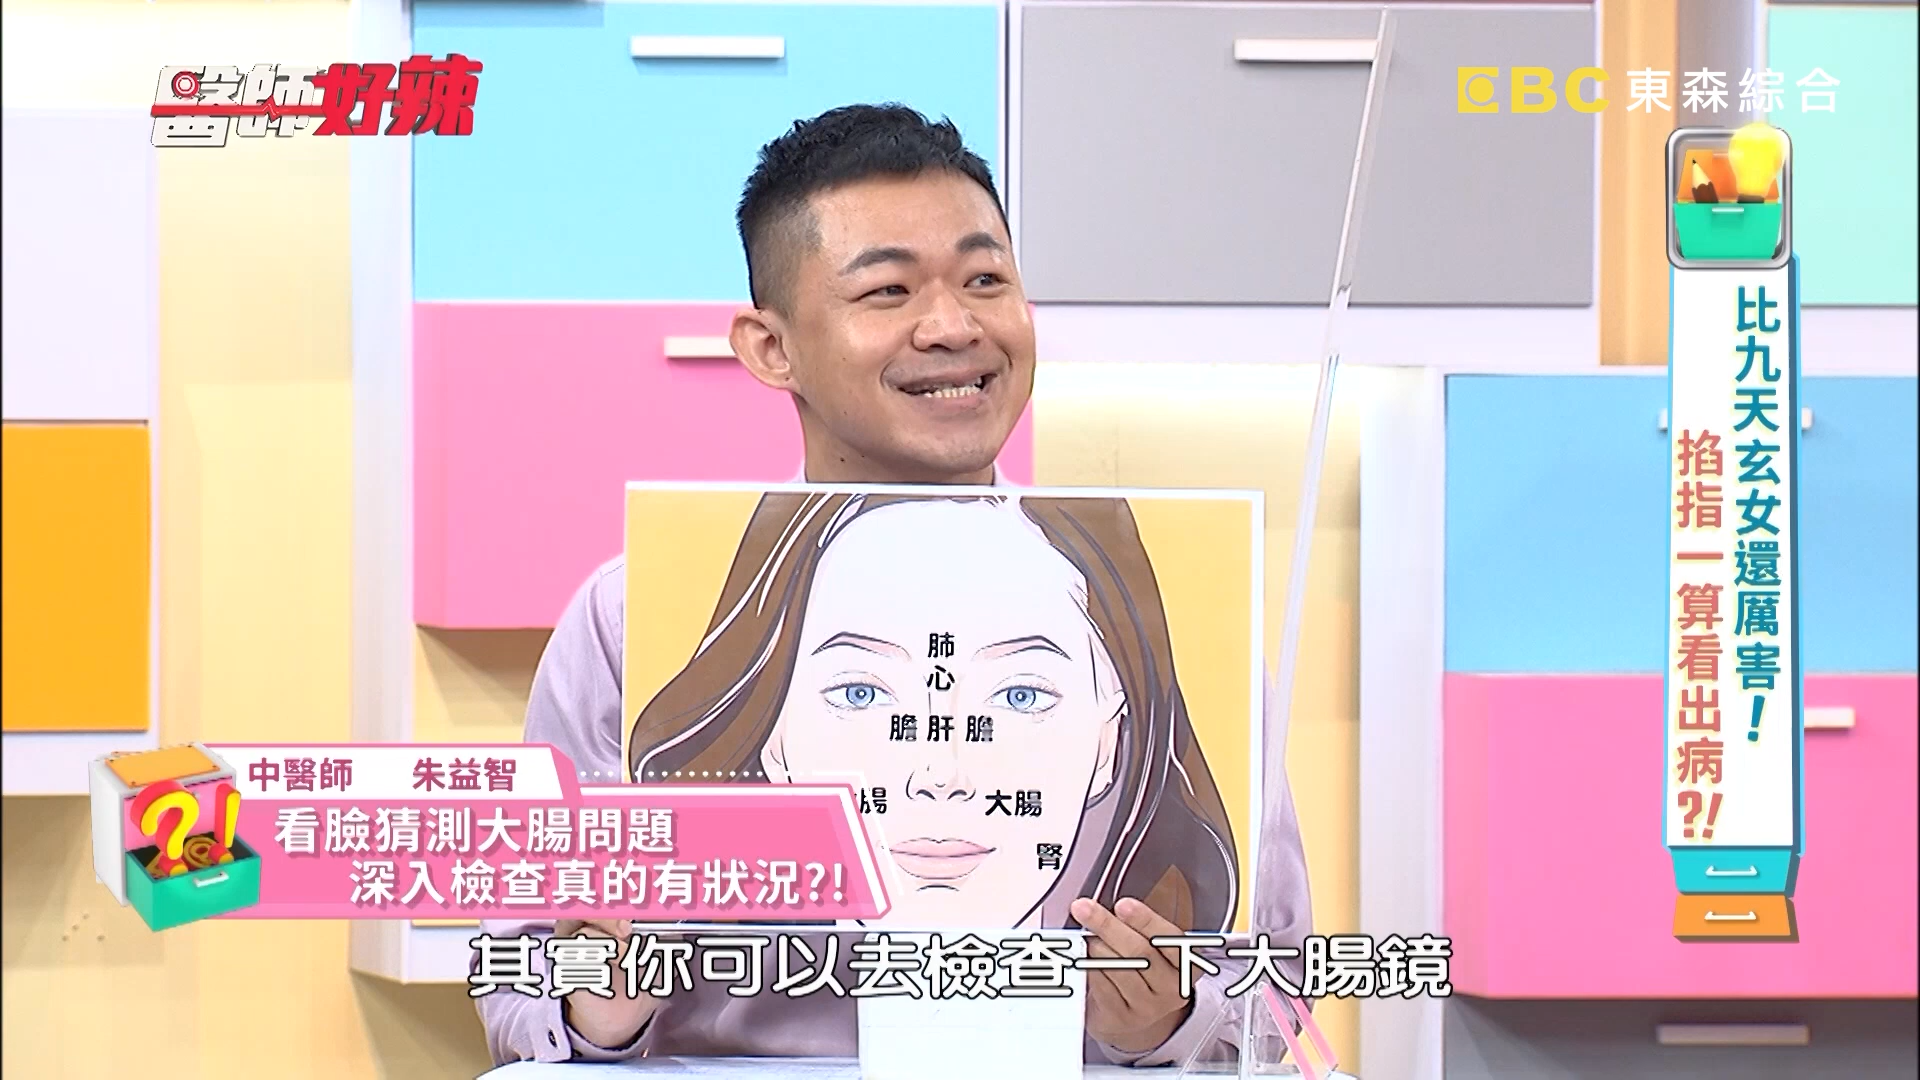 醫師好辣
EBC 東森綜合
比九天玄女還厲害!
掐指一算看出病?!
肺
心
膽 肝 膽
腸 大腸
腎
中醫師 朱益智
看臉猜測大腸問題
深入檢查真的有狀況?!
其實你可以去檢查一下大腸鏡